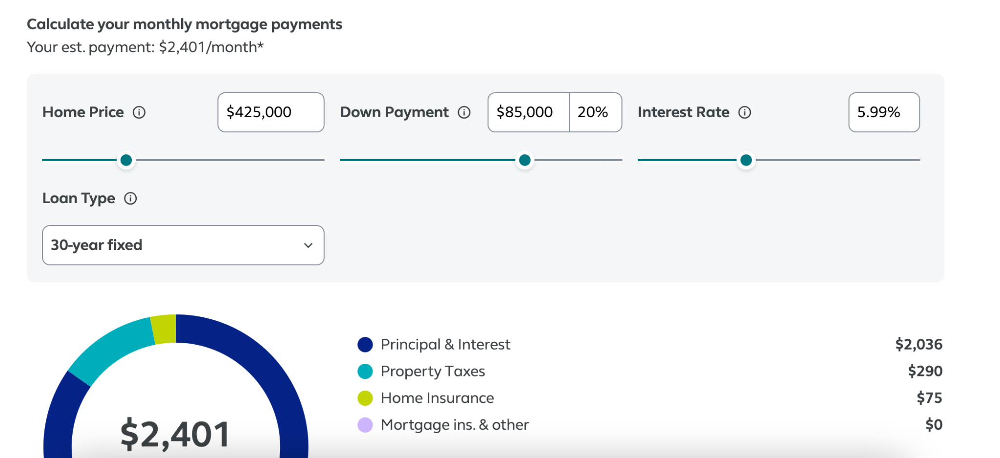 Calculate your monthly mortgage payments
Your est. payment: $2,401/month*
Home Price $425,000
Down Payment $85,000 20%
Interest Rate 5.99%
Loan Type
30-year fixed
$2,401
Principal & Interest $2,036
Property Taxes $290
Home Insurance $75
Mortgage ins. & other $0